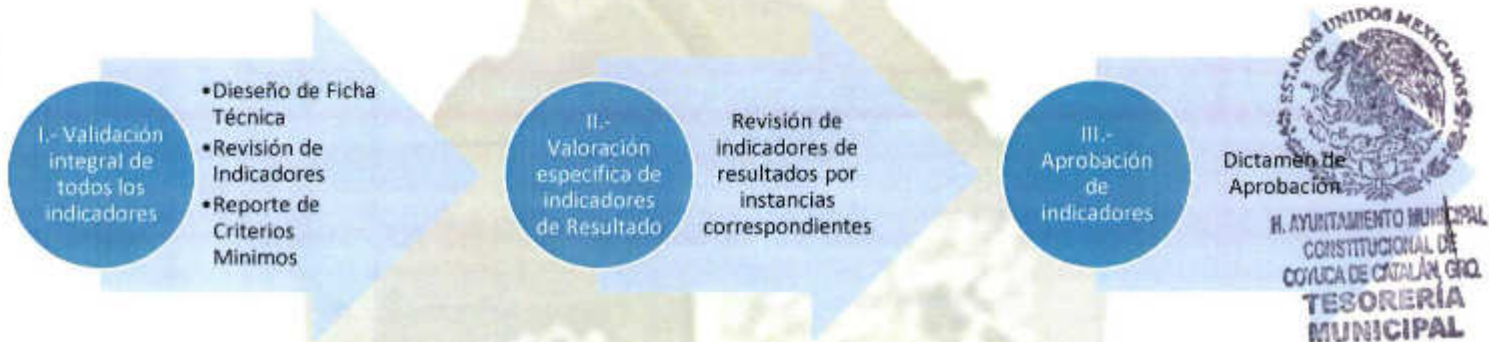 I.- Validación
integral de
todos los
indicadores
•Dieseño de Ficha
Técnica
•Revisión de
Indicadores
•Reporte de
Criterios
Minimos
II.-
Valoración
especifica de
indicadores
de Resultado
Revisión de
indicadores de
resultados por
instancias
correspondientes
III.-
Aprobación
de
indicadores
Dictamen de
Aprobación
ESTADOS UNIDOS MEXICANOS
H. AYUNTAMIENTO MUNICIPAL
CONSTITUCIONAL DE
COYUCA DE CATALÁN, GRO.
TESORERÍA
MUNICIPAL